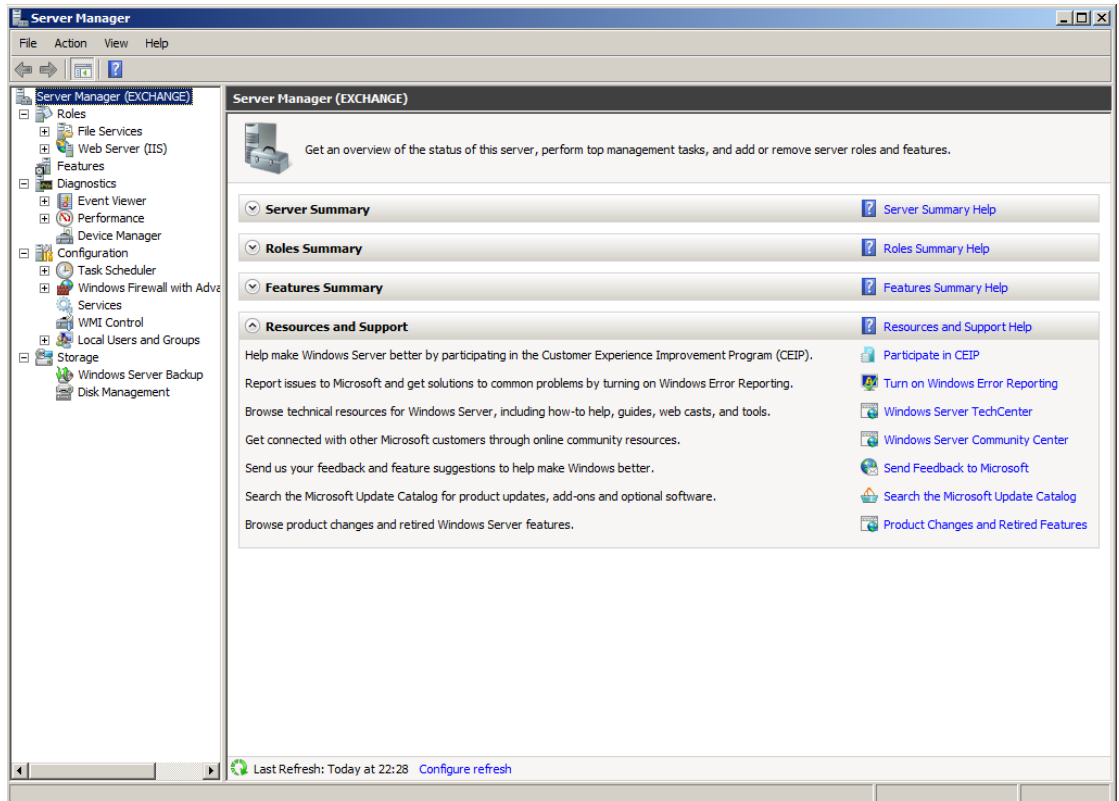 Server Manager
File Action View Help
Server Manager (EXCHANGE)
Roles
File Services
Web Server (IIS)
Features
Diagnostics
Event Viewer
Performance
Device Manager
Configuration
Task Scheduler
Windows Firewall with Adva
Services
WMI Control
Local Users and Groups
Storage
Windows Server Backup
Disk Management
Server Manager (EXCHANGE)
Get an overview of the status of this server, perform top management tasks, and add or remove server roles and features.
Server Summary Server Summary Help
Roles Summary Roles Summary Help
Features Summary Features Summary Help
Resources and Support Resources and Support Help
Help make Windows Server better by participating in the Customer Experience Improvement Program (CEIP). Participate in CEIP
Report issues to Microsoft and get solutions to common problems by turning on Windows Error Reporting. Turn on Windows Error Reporting
Browse technical resources for Windows Server, including how-to help, guides, web casts, and tools. Windows Server TechCenter
Get connected with other Microsoft customers through online community resources. Windows Server Community Center
Send us your feedback and feature suggestions to help make Windows better. Send Feedback to Microsoft
Search the Microsoft Update Catalog for product updates, add-ons and optional software. Search the Microsoft Update Catalog
Browse product changes and retired Windows Server features. Product Changes and Retired Features
Last Refresh: Today at 22:28 Configure refresh